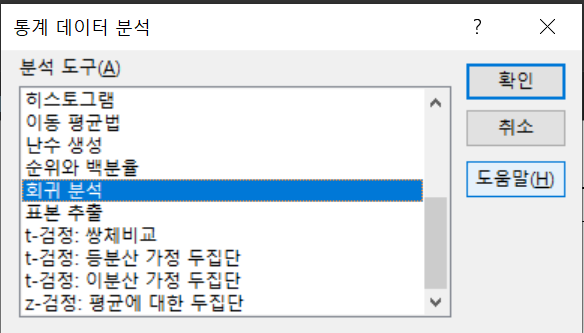 통계 데이터 분석
?
분석 도구(A)
히스토그램
이동 평균법
난수 생성
순위와 백분율
회귀 분석
표본 추출
t-검정: 쌍체비교
t-검정: 등분산 가정 두집단
t-검정: 이분산 가정 두집단
z-검정: 평균에 대한 두집단
확인
취소
도움말(H)